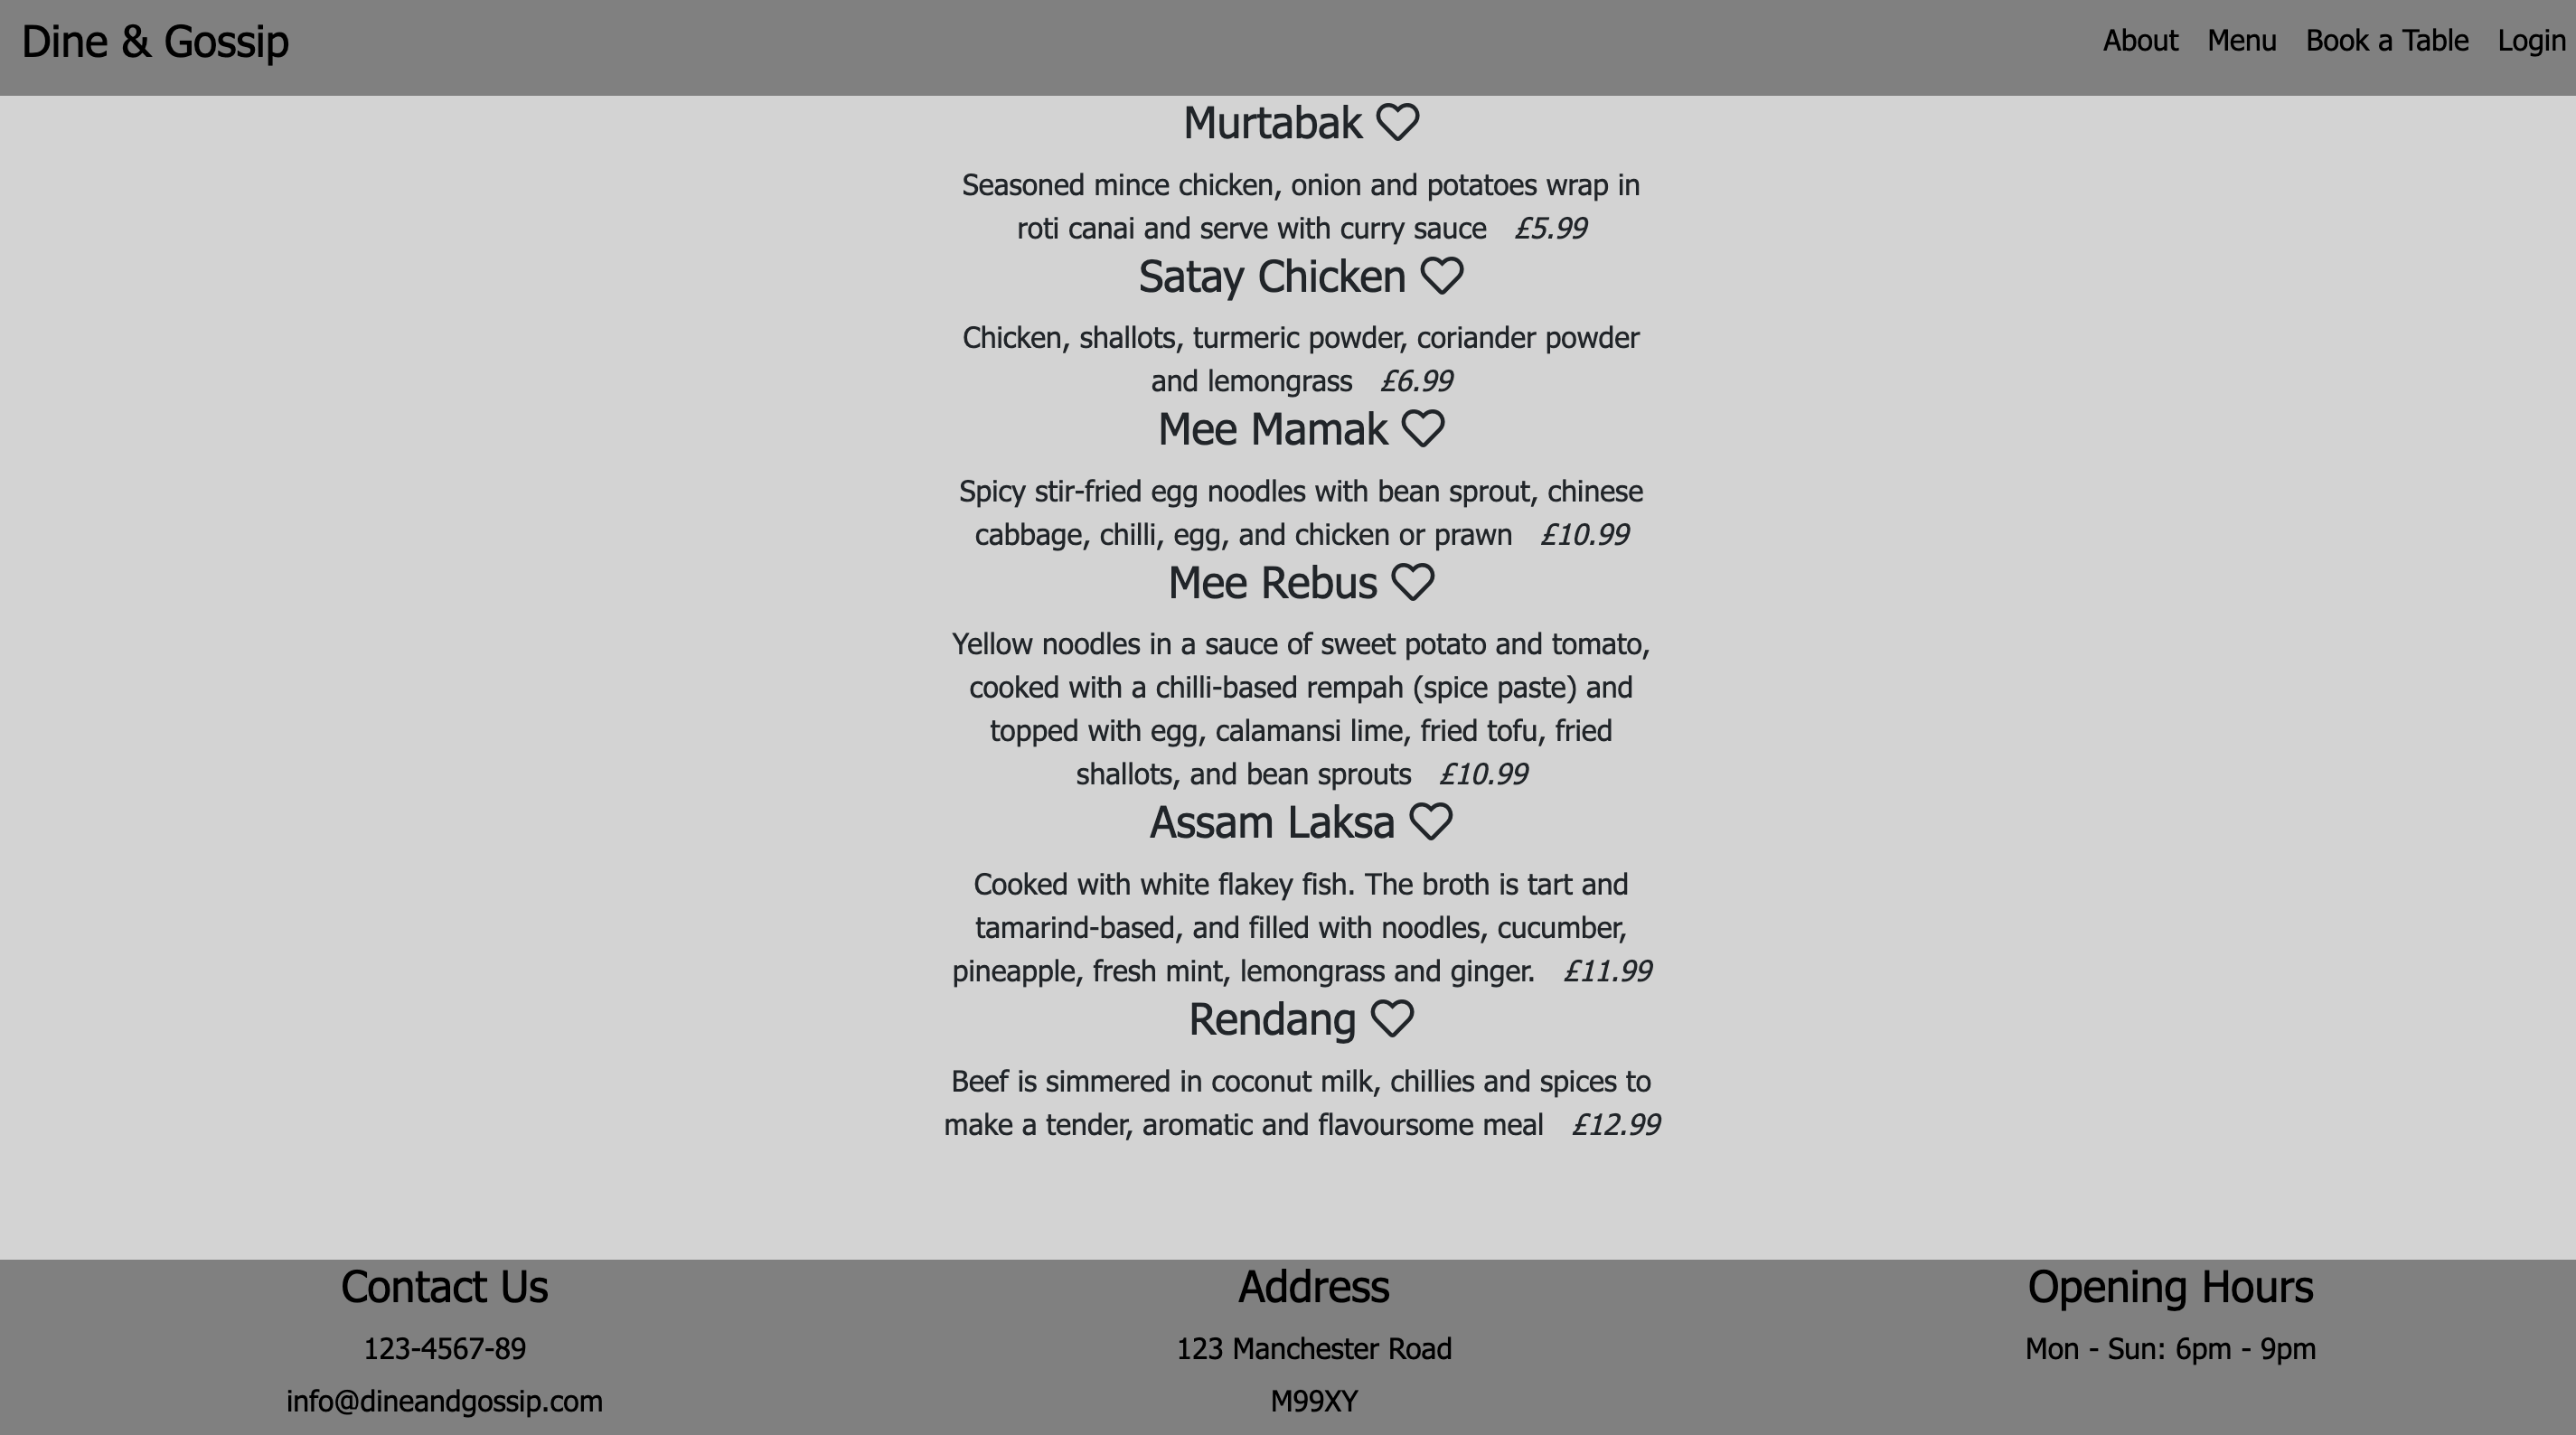 Dine & Gossip
About Menu Book a Table Login
Murtabak
Seasoned mince chicken, onion and potatoes wrap in
roti canai and serve with curry sauce £5.99
Satay Chicken
Chicken, shallots, turmeric powder, coriander powder
and lemongrass £6.99
Mee Mamak
Spicy stir-fried egg noodles with bean sprout, chinese
cabbage, chilli, egg, and chicken or prawn £10.99
Mee Rebus
Yellow noodles in a sauce of sweet potato and tomato,
cooked with a chilli-based rempah (spice paste) and
topped with egg, calamansi lime, fried tofu, fried
shallots, and bean sprouts £10.99
Assam Laksa
Cooked with white flakey fish. The broth is tart and
tamarind-based, and filled with noodles, cucumber,
pineapple, fresh mint, lemongrass and ginger. £11.99
Rendang
Beef is simmered in coconut milk, chillies and spices to
make a tender, aromatic and flavoursome meal £12.99
Contact Us
123-4567-89
info@dineandgossip.com
Address
123 Manchester Road
M99XY
Opening Hours
Mon - Sun: 6pm - 9pm